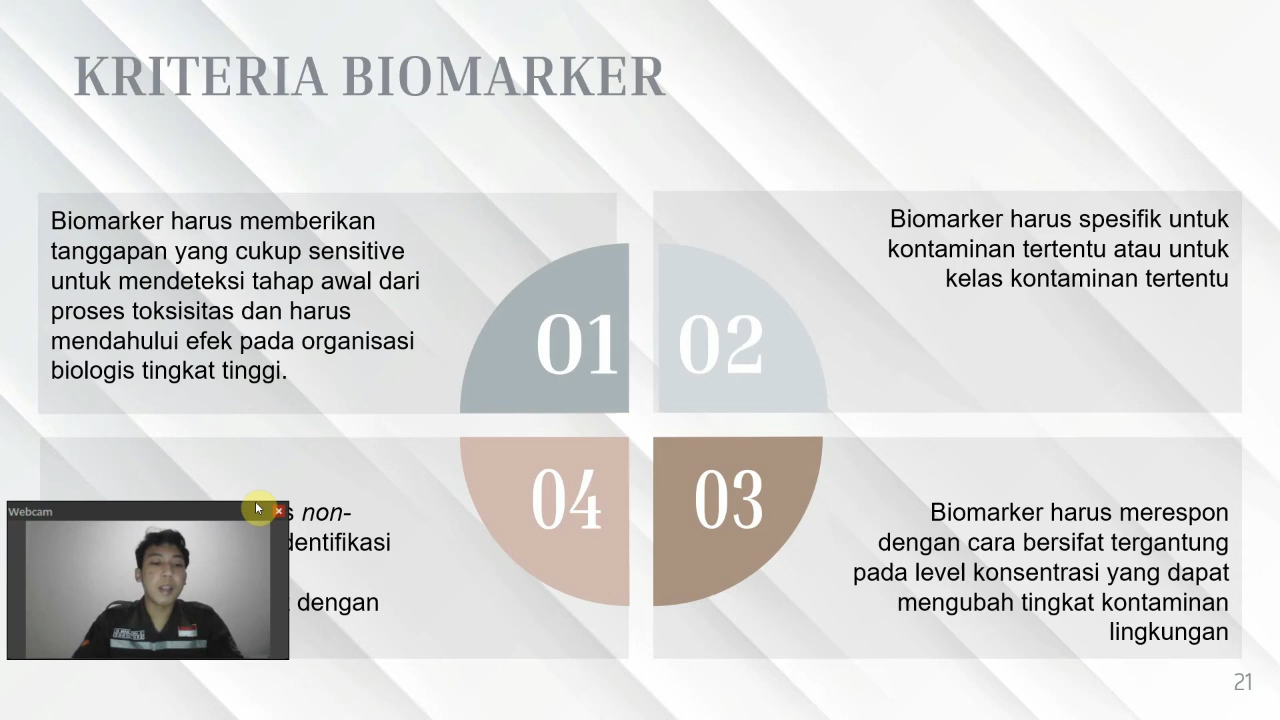 KRITERIA BIOMARKER
Biomarker harus memberikan
tanggapan yang cukup sensitive
untuk mendeteksi tahap awal dari
proses toksisitas dan harus
mendahului efek pada organisasi
biologis tingkat tinggi.
01
02
Biomarker harus spesifik untuk
kontaminan tertentu atau untuk
kelas kontaminan tertentu
04
non-
dentifikasi
dengan
03
Biomarker harus merespon
dengan cara bersifat tergantung
pada level konsentrasi yang dapat
mengubah tingkat kontaminan
lingkungan
Webcam
21